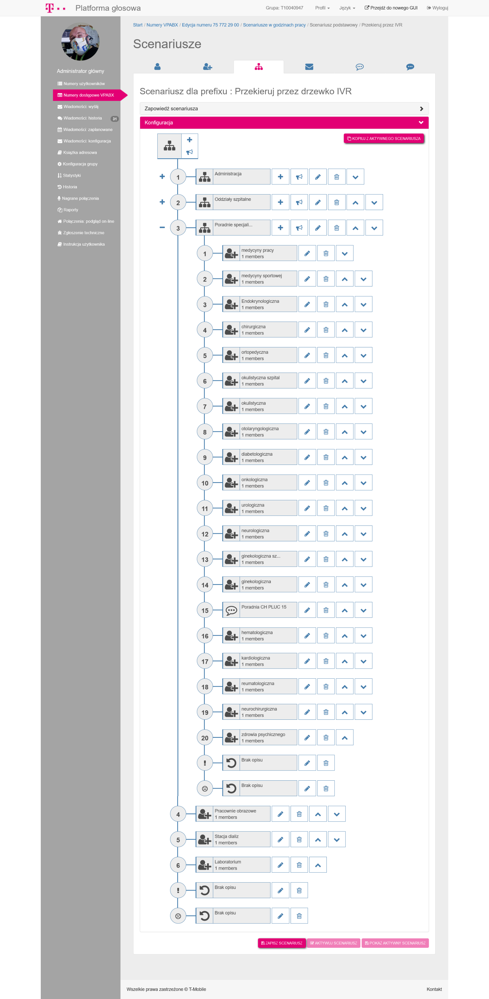 T
Platforma głosowa
Grupa: T10040947
Profil
Język
Przejdź do nowego GUI
Wyloguj
Start / Numery VPABX / Edycja numeru 75 772 29 00 / Scenariusze w godzinach pracy / Scenariusz podstawowy / Przekieruj przez IVR
Scenariusze
Administrator główny
Numery użytkowników
Numery dostępowe VPABX
Wiadomości: wyślij
Wiadomości: historia 31
Wiadomości: zaplanowane
Wiadomości: konfiguracja
Książka adresowa
Konfiguracja grupy
Statystyki
Historia
Nagrane połączenia
Raporty
Połączenia: podgląd on-line
Zgłoszenie techniczne
Instrukcja użytkownika
Scenariusz dla prefixu : Przekieruj przez drzewko IVR
Zapowiedź scenariusza
Konfiguracja
KOPIUJ Z AKTYWNEGO SCENARIUSZA
1 Administracja
2 Oddziały szpitalne
3 Poradnie specjali...
1 medycyny pracy
1 members
2 medycyny sportowej
1 members
3 Endokrynologiczna
1 members
4 chirurgiczna
1 members
5 ortopedyczna
1 members
6 okulistyczna szpital
1 members
7 okulistyczna
1 members
8 otolaryngologiczna
1 members
9 diabetologiczna
1 members
10 onkologiczna
1 members
11 urologiczna
1 members
12 neurologiczna
1 members
13 ginekologiczna sz...
1 members
14 ginekologiczna
1 members
15 Poradnia CH PLUC 15
16 hematologiczna
1 members
17 kardiologiczna
1 members
18 reumatologiczna
1 members
19 neurochirurgiczna
1 members
20 zdrowia psychicznego
1 members
! Brak opisu
Brak opisu
4 Pracownie obrazowe
1 members
5 Stacja dializ
1 members
6 Laboratorium
1 members
! Brak opisu
Brak opisu
ZAPISZ SCENARIUSZ
AKTYWUJ SCENARIUSZ
POKAŻ AKTYWNY SCENARIUSZ
Wszelkie prawa zastrzeżone © T-Mobile
Kontakt